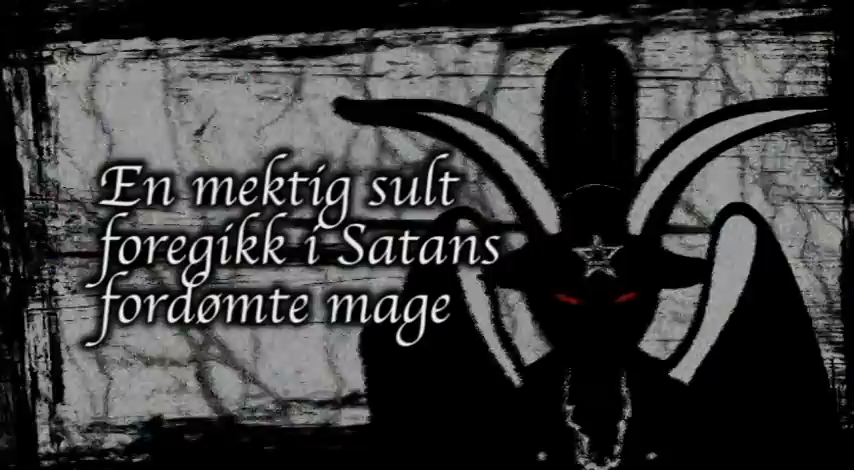 En mektig sult
foregikk i Satans
fordømte mage